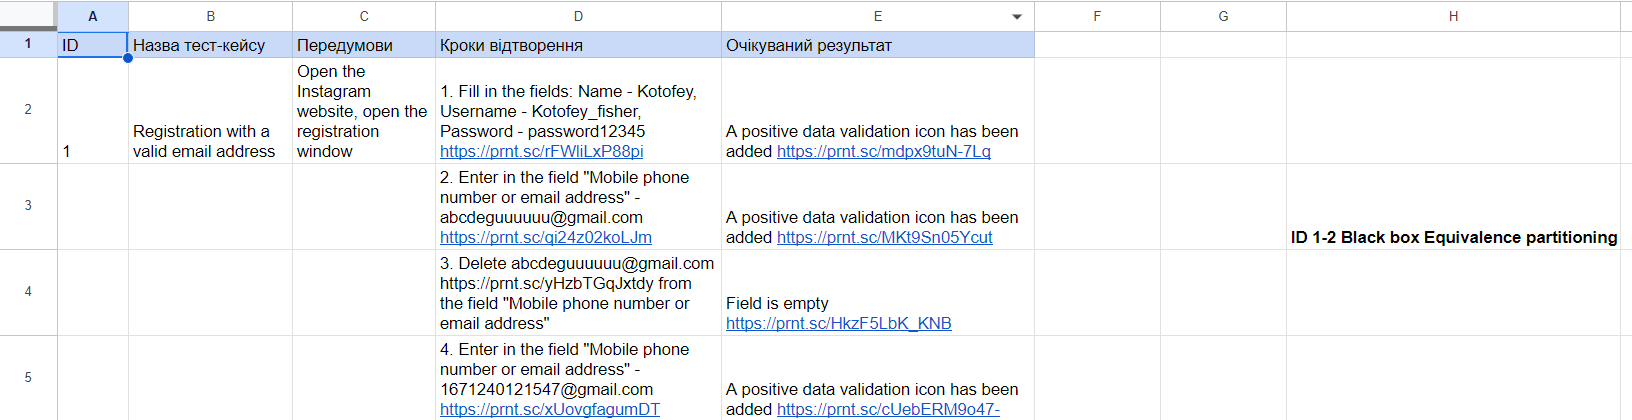 A B C D E F G H
1 ID Назва тест-кейсу Передумови Кроки відтворення Очікуваний результат
2
1
Registration with a
valid email address
Open the
Instagram
website, open the
registration
window
1. Fill in the fields: Name - Kotofey,
Username - Kotofey_fisher,
Password - password12345
https://prnt.sc/rFWliLxP88pi
A positive data validation icon has been
added https://prnt.sc/mdpx9tuN-7Lq
3
2. Enter in the field "Mobile phone
number or email address" -
abcdeguuuuuu@gmail.com
https://prnt.sc/qi24z02koLJm
A positive data validation icon has been
added https://prnt.sc/MKt9Sn05Ycut
ID 1-2 Black box Equivalence partitioning
4
3. Delete abcdeguuuuuu@gmail.com
https://prnt.sc/yHzbTGqJxtdy from
the field "Mobile phone number or
email address"
Field is empty
https://prnt.sc/HkzF5LbK_KNB
5
4. Enter in the field "Mobile phone
number or email address" -
1671240121547@gmail.com
https://prnt.sc/xUovgfagumDT
A positive data validation icon has been
added https://prnt.sc/cUebERM9o47-